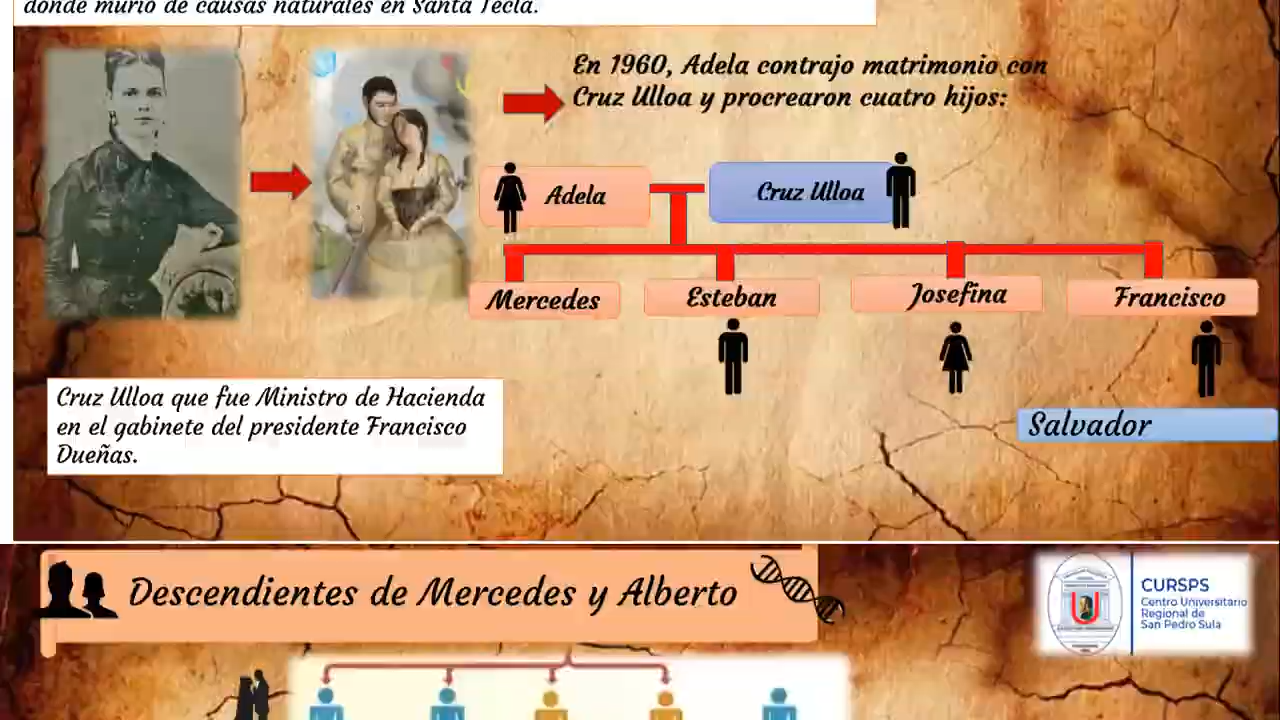 donde murió de causas naturales en Santa Tecla.
En 1960, Adela contrajo matrimonio con
Cruz Ulloa y procrearon cuatro hijos:
Adela
Cruz Ulloa
Mercedes
Esteban
Josefina
Francisco
Cruz Ulloa que fue Ministro de Hacienda
en el gabinete del presidente Francisco
Dueñas.
Salvador
Descendientes de Mercedes y Alberto
CURSPS
Centro Universitario
Regional de
San Pedro Sula